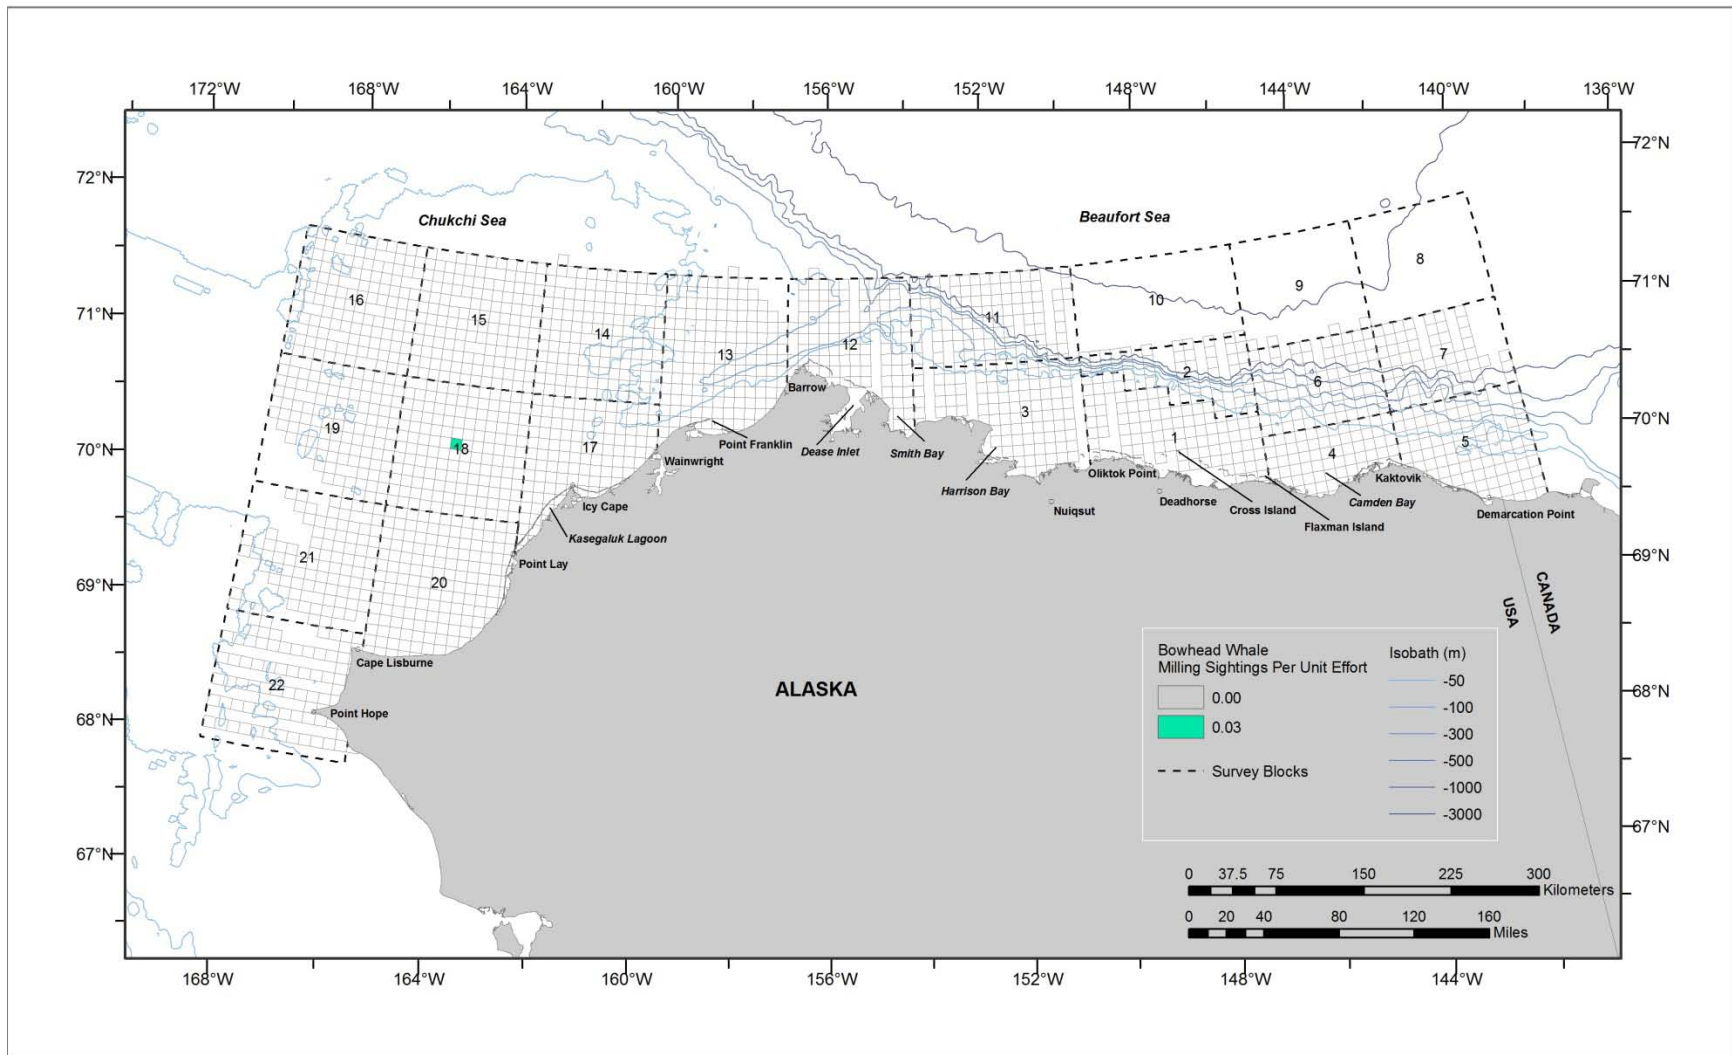 172°W 168°W 164°W 160°W 156°W 152°W 148°W 144°W 140°W 136°W
72°N 72°N
Chukchi Sea Beaufort Sea
71°N 71°N
16 15 14 13 12 11 10 9 8
7
2 6
Barrow
3
70°N 70°N
19 18 17 1 4 5
Point Franklin
Wainwright
Dease Inlet
Smith Bay
Harrison Bay
Oliktok Point
Kaktovik
Icy Cape
Nuiqsut
Deadhorse
Cross Island
Camden Bay
Flaxman Island
Demarcation Point
Kasegaluk Lagoon
21 20
Point Lay
69°N 69°N
USA
CANADA
Cape Lisburne
22
Point Hope
68°N 68°N
ALASKA
67°N 67°N
Bowhead Whale
Milling Sightings Per Unit Effort
0.00
0.03
Survey Blocks
Isobath (m)
-50
-100
-300
-500
-1000
-3000
0 37.5 75 150 225 300
Kilometers
0 20 40 80 120 160
Miles
168°W 164°W 160°W 156°W 152°W 148°W 144°W